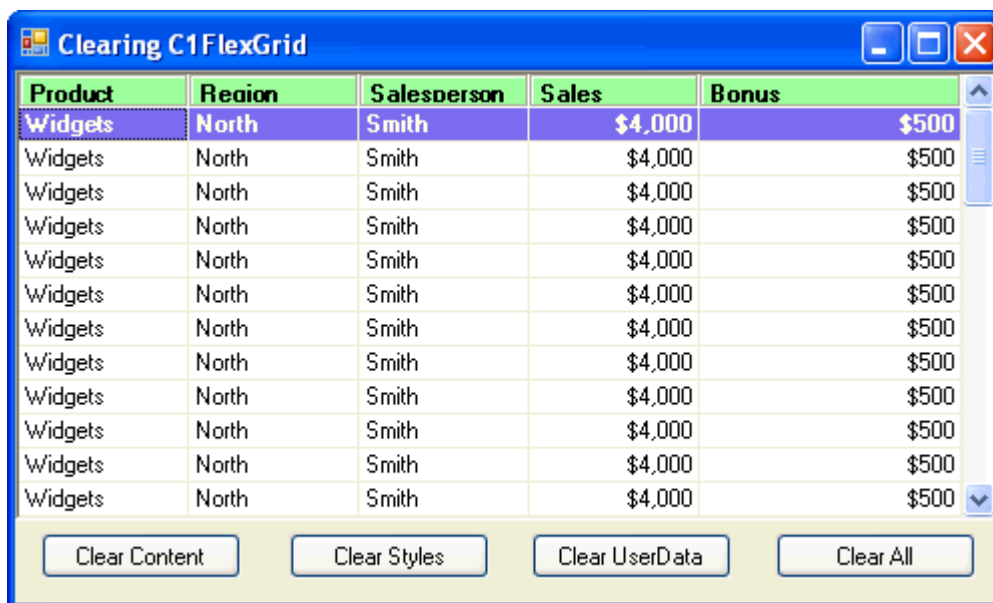 Clearing C1FlexGrid
Product Region Salesperson Sales Bonus
Widgets North Smith $4,000 $500
Widgets North Smith $4,000 $500
Widgets North Smith $4,000 $500
Widgets North Smith $4,000 $500
Widgets North Smith $4,000 $500
Widgets North Smith $4,000 $500
Widgets North Smith $4,000 $500
Widgets North Smith $4,000 $500
Widgets North Smith $4,000 $500
Widgets North Smith $4,000 $500
Widgets North Smith $4,000 $500
Widgets North Smith $4,000 $500
Clear Content Clear Styles Clear UserData Clear All